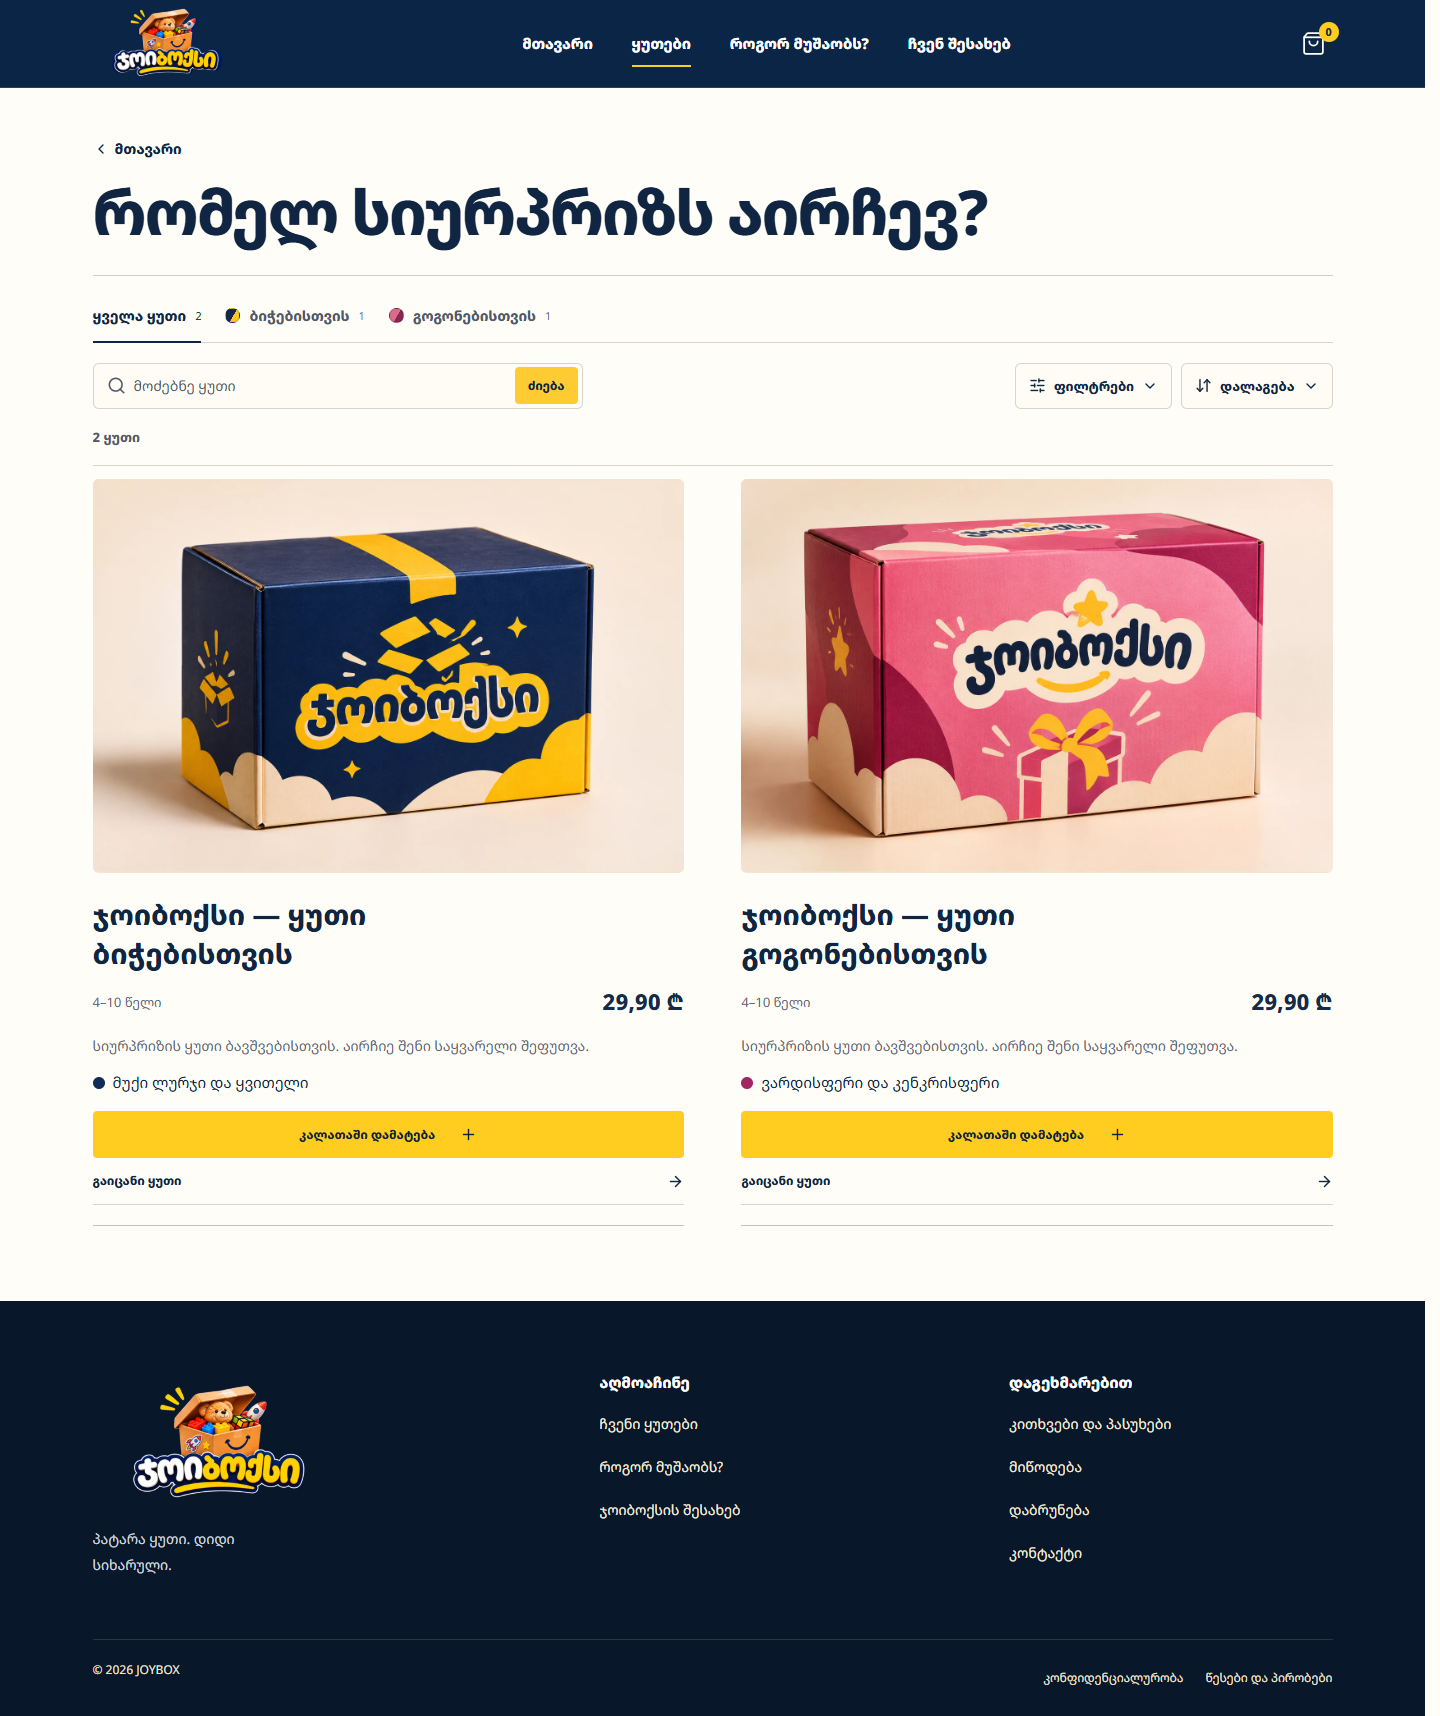 ჯოიბოქსი
მთავარი
ყუთები
როგორ მუშაობს?
ჩვენ შესახებ
0
მთავარი
რომელ სიურპრიზს აირჩევ?
ყველა ყუთი 2
ბიჭებისთვის 1
გოგონებისთვის 1
მოძებნე ყუთი
ძიება
ფილტრები
დალაგება
2 ყუთი
ჯოიბოქსი
ჯოიბოქსი
ჯოიბოქსი
ჯოიბოქსი — ყუთი
ბიჭებისთვის
4–10 წელი
29,90 ₾
სიურპრიზის ყუთი ბავშვებისთვის. აირჩიე შენი საყვარელი შეფუთვა.
მუქი ლურჯი და ყვითელი
კალათაში დამატება
გაიცანი ყუთი
ჯოიბოქსი — ყუთი
გოგონებისთვის
4–10 წელი
29,90 ₾
სიურპრიზის ყუთი ბავშვებისთვის. აირჩიე შენი საყვარელი შეფუთვა.
ვარდისფერი და კენკრისფერი
კალათაში დამატება
გაიცანი ყუთი
ჯოიბოქსი
პატარა ყუთი. დიდი
სიხარული.
აღმოაჩინე
ჩვენი ყუთები
როგორ მუშაობს?
ჯოიბოქსის შესახებ
დაგეხმარებით
კითხვები და პასუხები
მიწოდება
დაბრუნება
კონტაქტი
© 2026 JOYBOX
კონფიდენციალურობა
წესები და პირობები